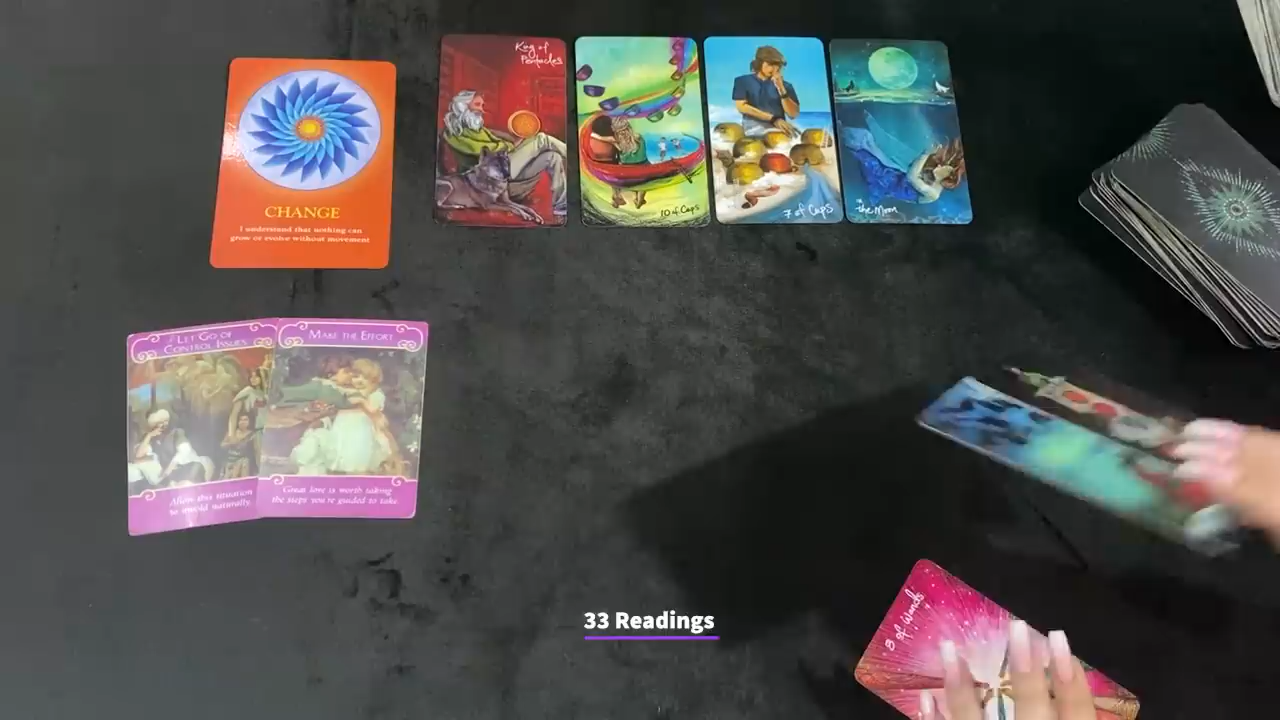 King of
Pentacles
10 of Cups
7 of Cups
the Moon
CHANGE
I understand that nothing can
grow or evolve without movement
LET GO OF
CONTROL ISSUES
Allow this situation
to unfold naturally.
MAKE THE EFFORT
Great love is worth taking
the steps you're guided to take.
8 of Wands
33 Readings